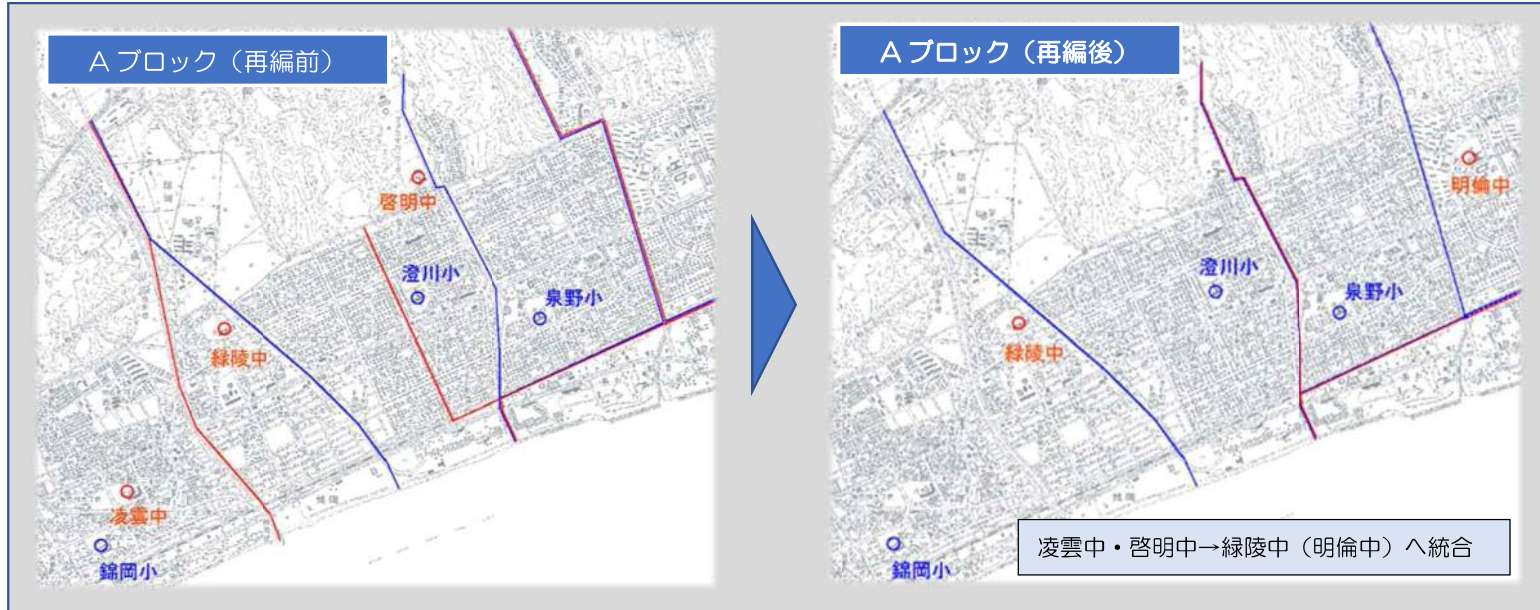 Aブロック（再編前）
啓明中
澄川小
泉野小
緑陵中
凌雲中
錦岡小
Aブロック（再編後）
明倫中
澄川小
泉野小
緑陵中
錦岡小
凌雲中・啓明中→緑陵中（明倫中）へ統合